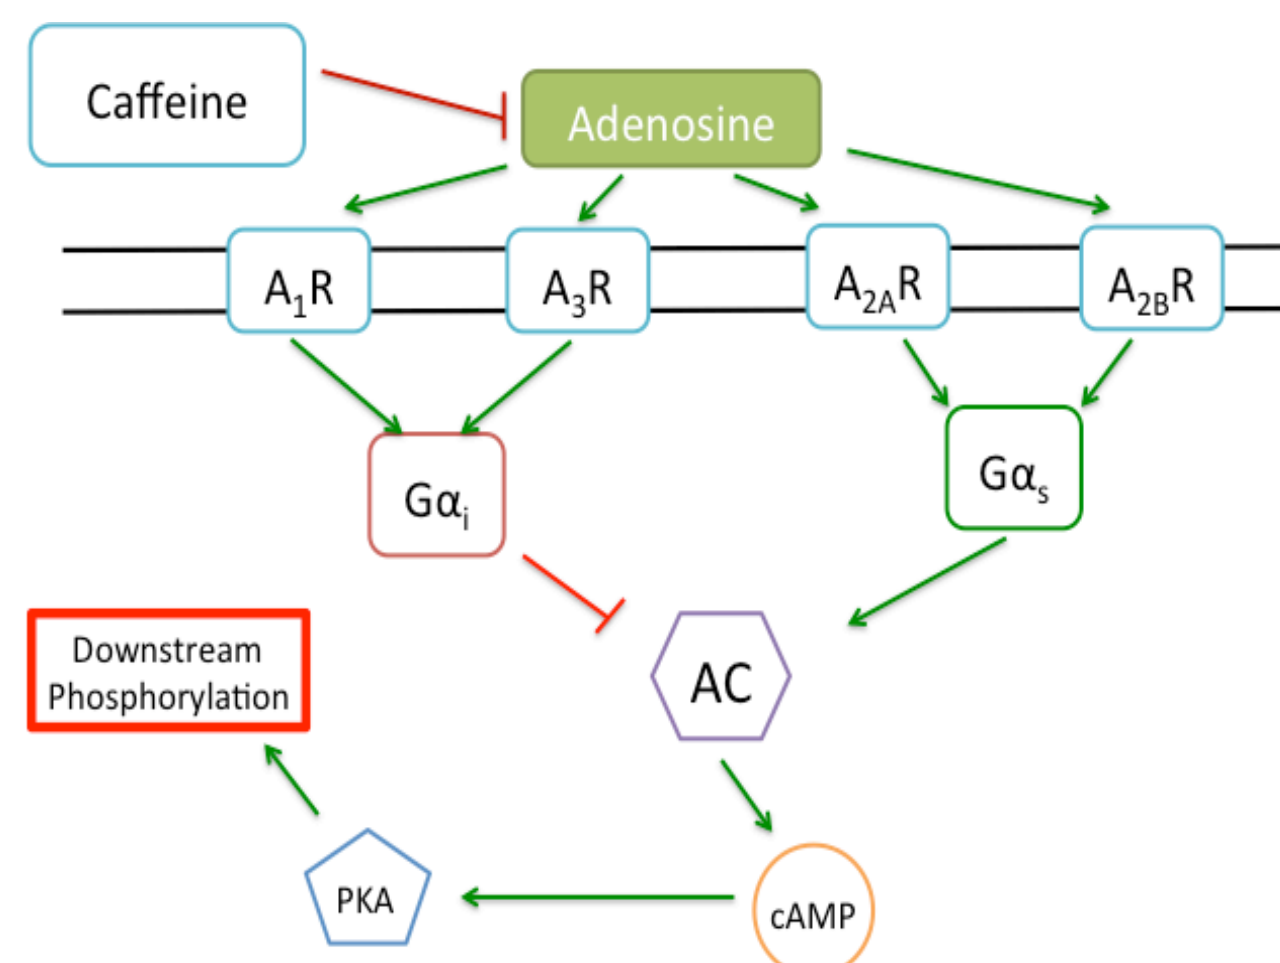 Caffeine
Adenosine
A₁R
A₃R
A₂AR
A₂BR
Gαᵢ
Gαₛ
Downstream
Phosphorylation
AC
PKA
cAMP